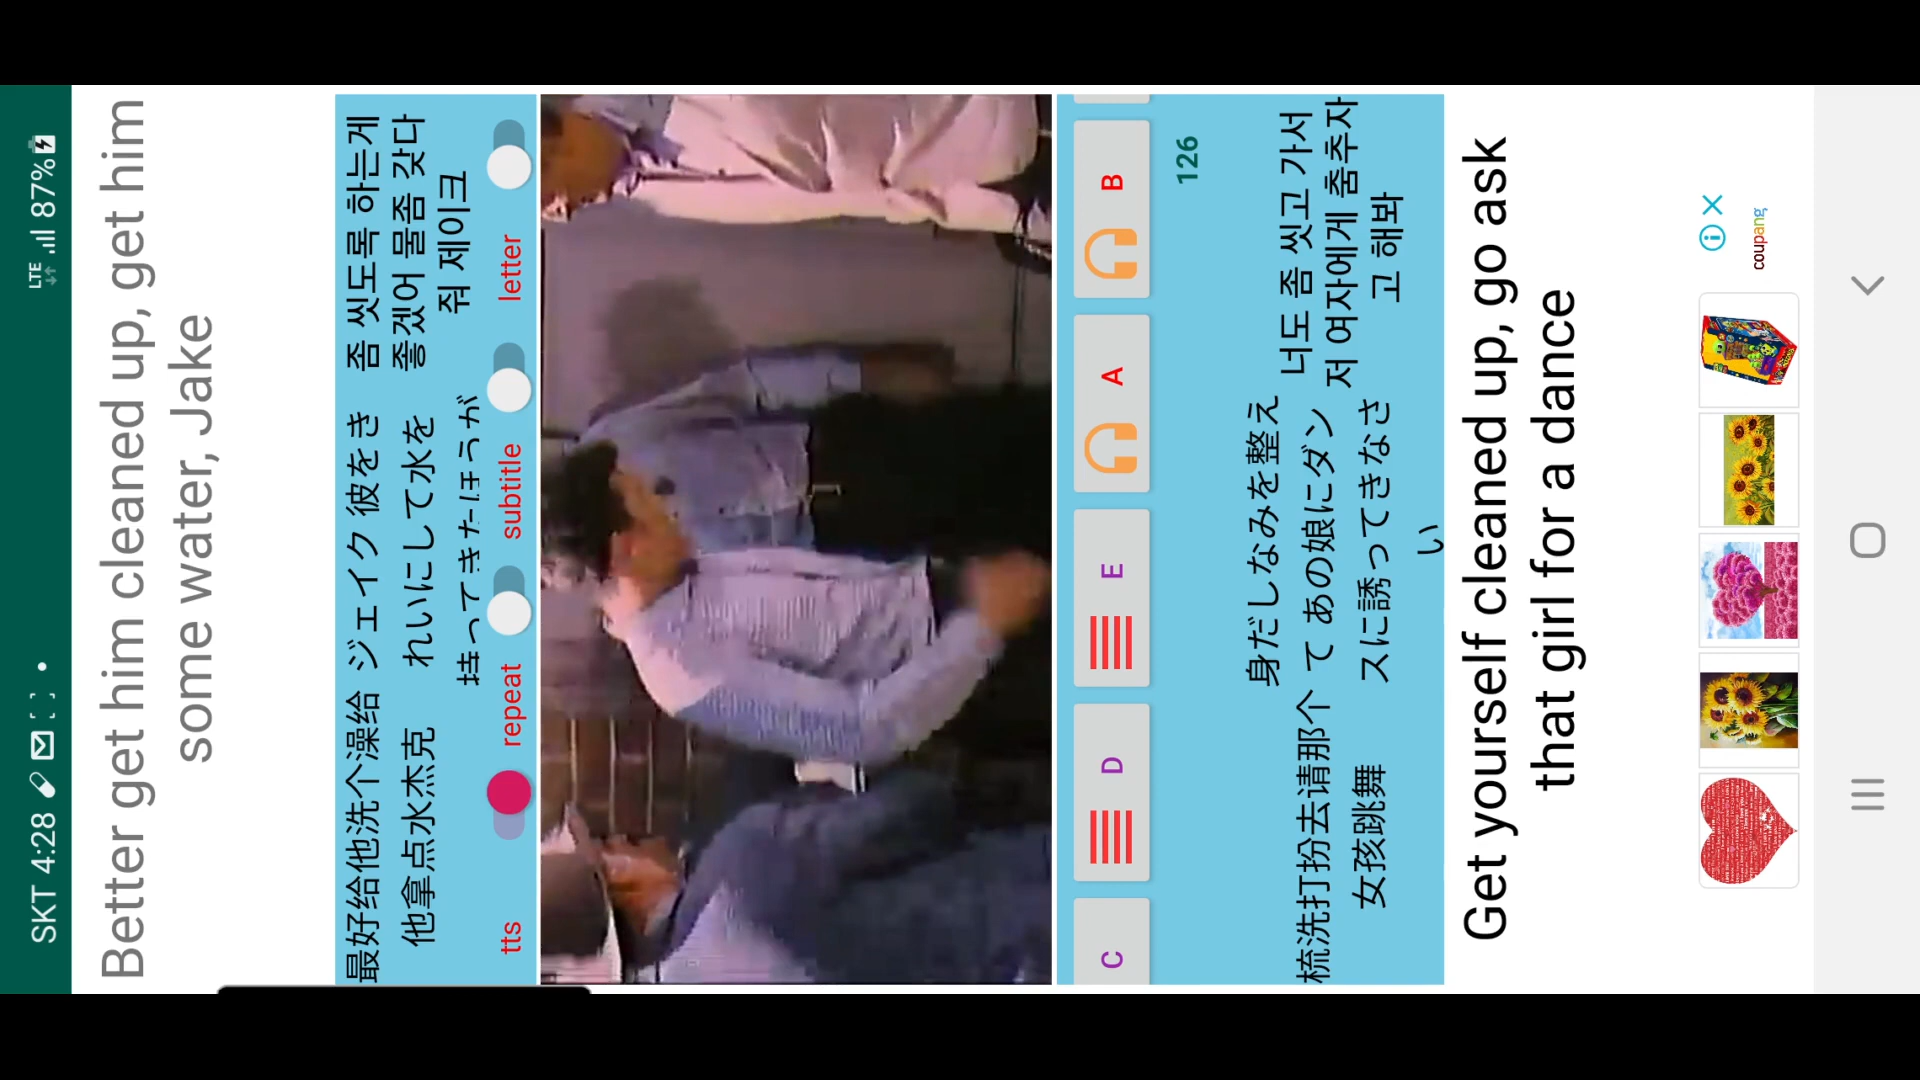 SKT 4:28
LTE
87%
Better get him cleaned up, get him
some water, Jake
最好给他洗个澡给
他拿点水杰克
ジェイク 彼をき
れいにして水を
持ってきたほうが
좀 씻도록 하는게
좋겠어 물좀 갖다
줘 제이크
tts
repeat
subtitle
letter
C
D
E
A
B
126
梳洗打扮去请那个
女孩跳舞
身だしなみを整え
て あの娘にダン
スに誘ってきなさ
い
너도 좀 씻고 가서
저 여자에게 춤추자
고 해봐
Get yourself cleaned up, go ask
that girl for a dance
coupang